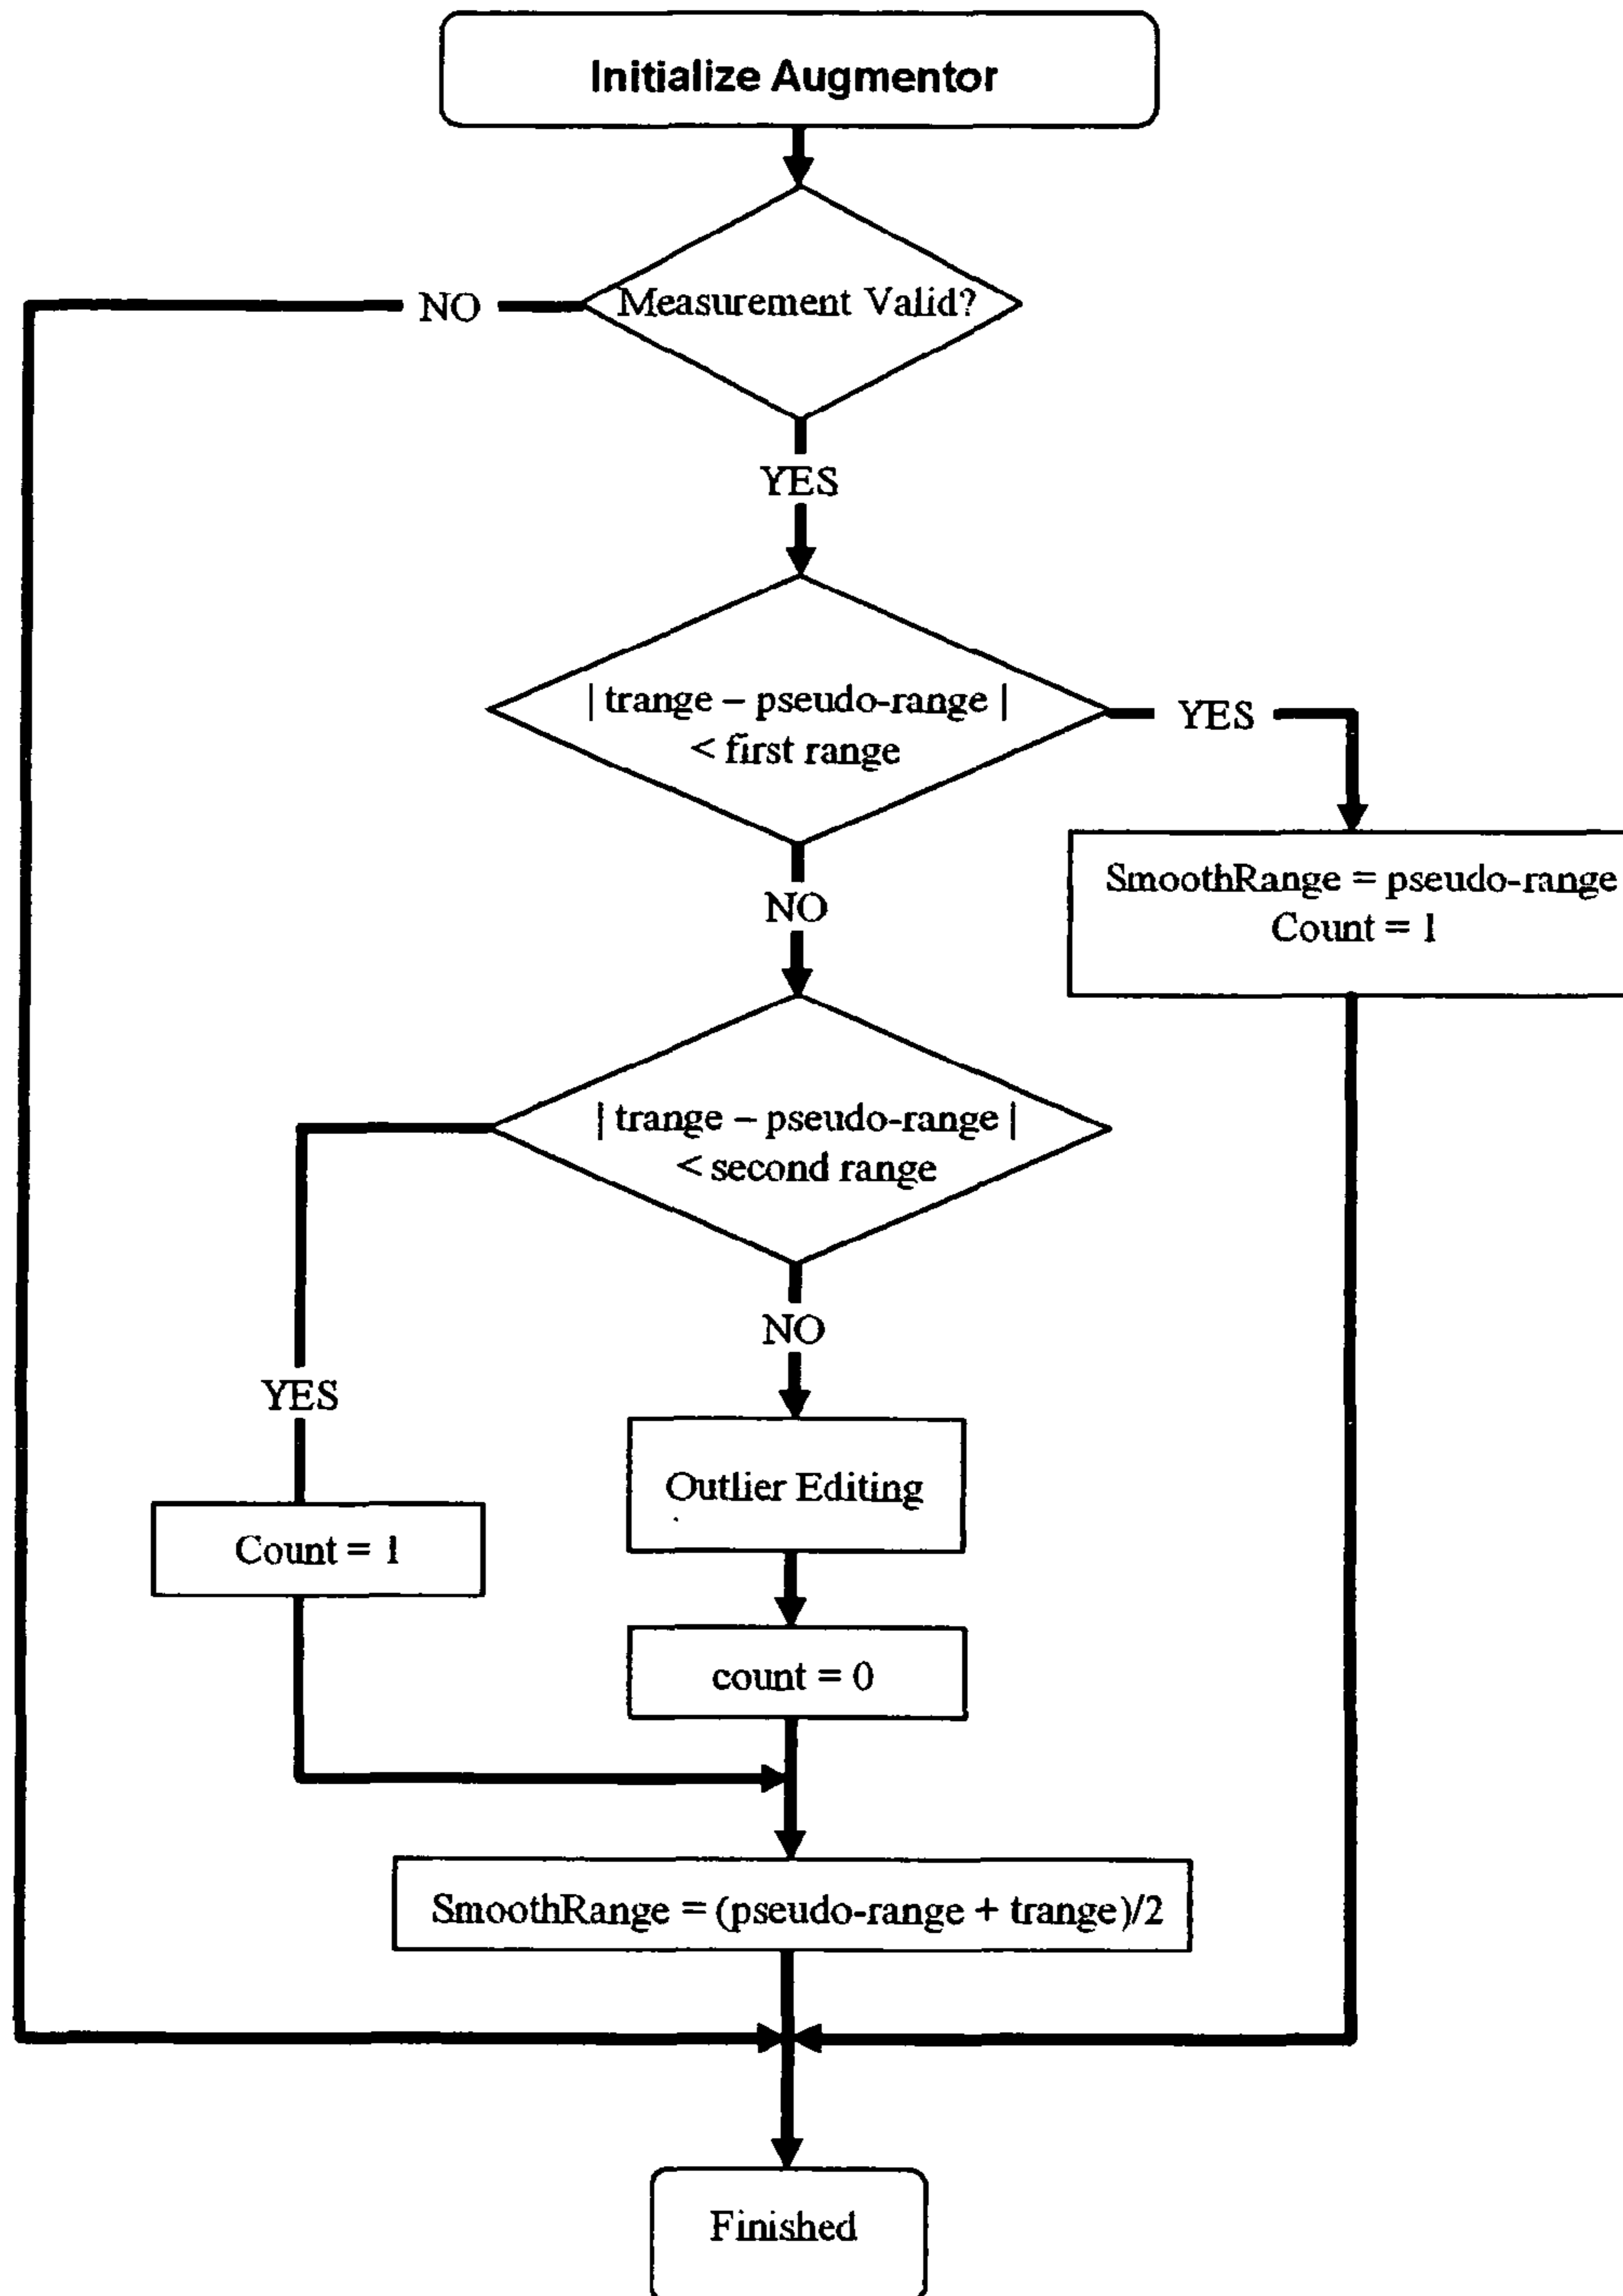 Initialize Augmentor
Measurement Valid?
NO
YES
| trange – pseudo-range |
< first range
YES
SmoothRange = pseudo-range
Count = 1
NO
| trange – pseudo-range |
< second range
NO
YES
Outlier Editing
Count = 1
count = 0
SmoothRange = (pseudo-range + trange)/2
Finished